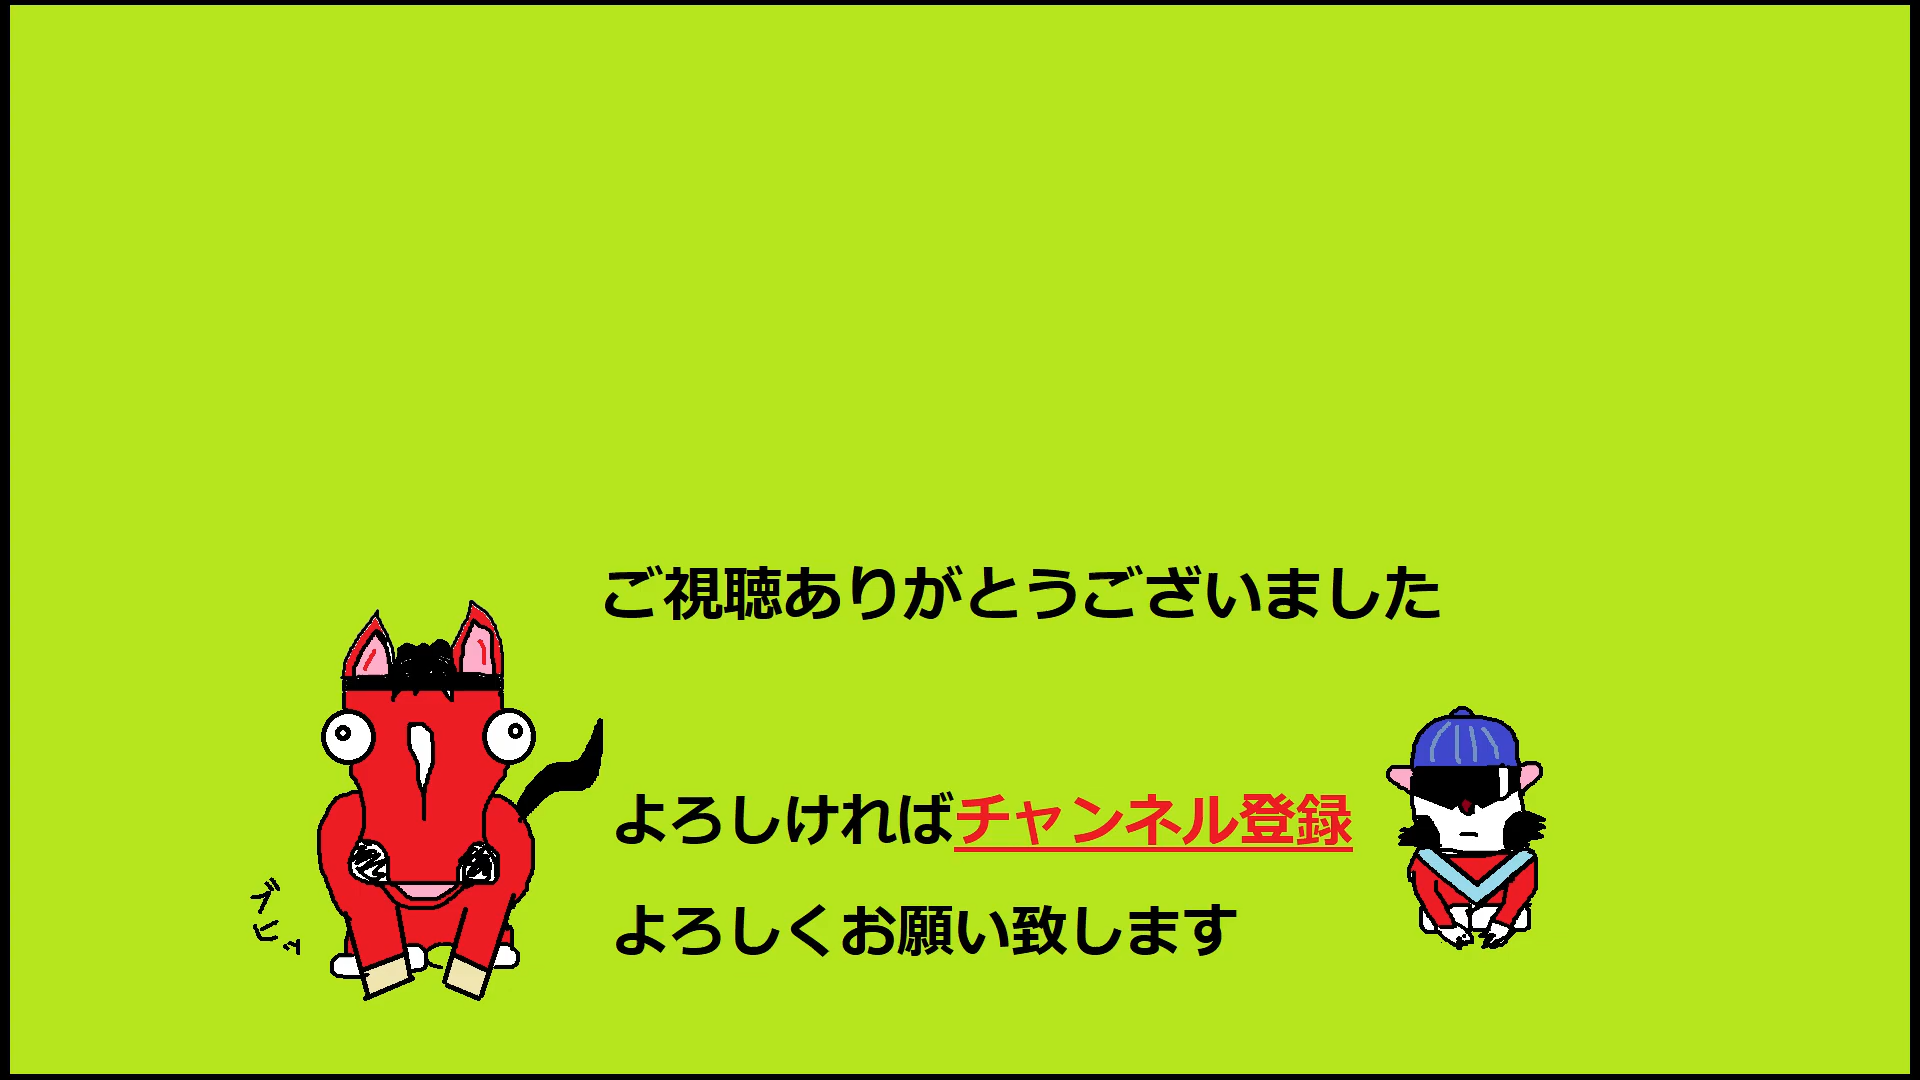 ご視聴ありがとうございました
よろしければチャンネル登録
よろしくお願い致します